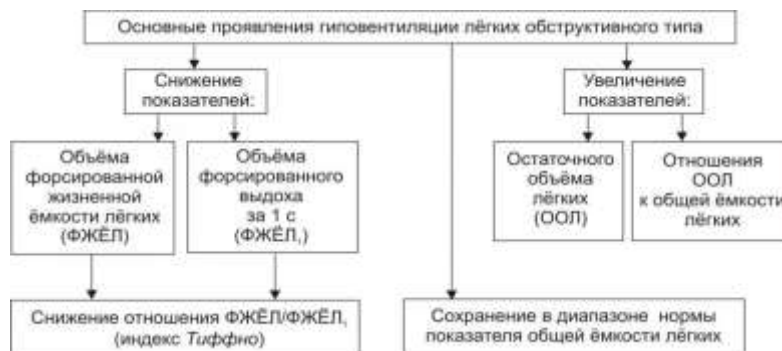 Основные проявления гиповентиляции лёгких обструктивного типа
Снижение
показателей:
Увеличение
показателей:
Объёма
форсированной
жизненной
ёмкости лёгких
(ФЖЁЛ)
Объёма
форсированного
выдоха
за 1 с
(ФЖЁЛ,)
Остаточного
объёма
лёгких
(ООЛ)
Отношения
ООЛ
к общей ёмкости
лёгких
Снижение отношения ФЖЁЛ/ФЖЁЛ,
(индекс Тиффно)
Сохранение в диапазоне нормы
показателя общей ёмкости лёгких